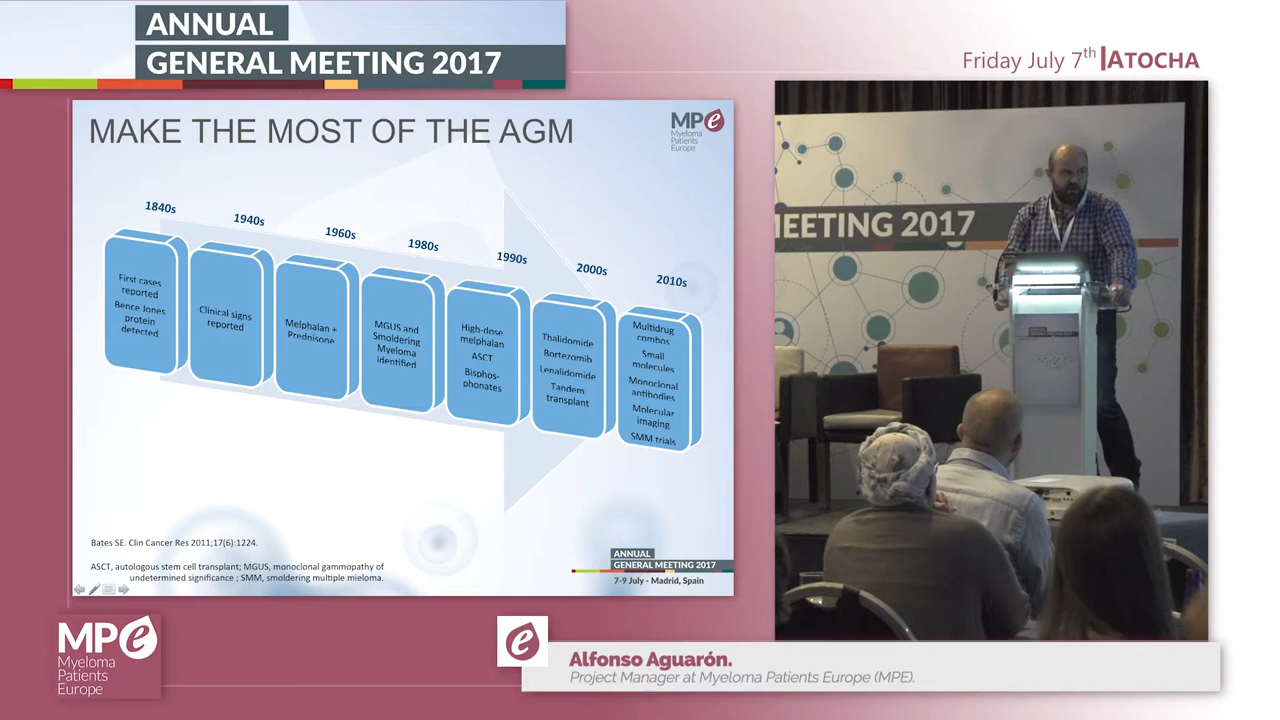 ANNUAL
GENERAL MEETING 2017
Friday July 7th | ATOCHA
MAKE THE MOST OF THE AGM
MPe
Myeloma
Patients
Europe
1840s
1940s
1960s
1980s
1990s
2000s
2010s
First cases
reported
Bence Jones
protein
detected
Clinical signs
reported
Melphalan +
Prednisone
MGUS and
Smoldering
Myeloma
identified
High-dose
melphalan
ASCT
Bisphos-
phonates
Thalidomide
Bortezomib
Lenalidomide
Tandem
transplant
Multidrug
combos
Small
molecules
Monoclonal
antibodies
Molecular
imaging
SMM trials
Bates SE. Clin Cancer Res 2011;17(6):1224.
ASCT, autologous stem cell transplant; MGUS, monoclonal gammopathy of
undetermined significance ; SMM, smoldering multiple mieloma.
ANNUAL
GENERAL MEETING 2017
7-9 July - Madrid, Spain
MEETING 2017
MPe
Myeloma
Patients
Europe
e
Alfonso Aguarón.
Project Manager at Myeloma Patients Europe (MPE).